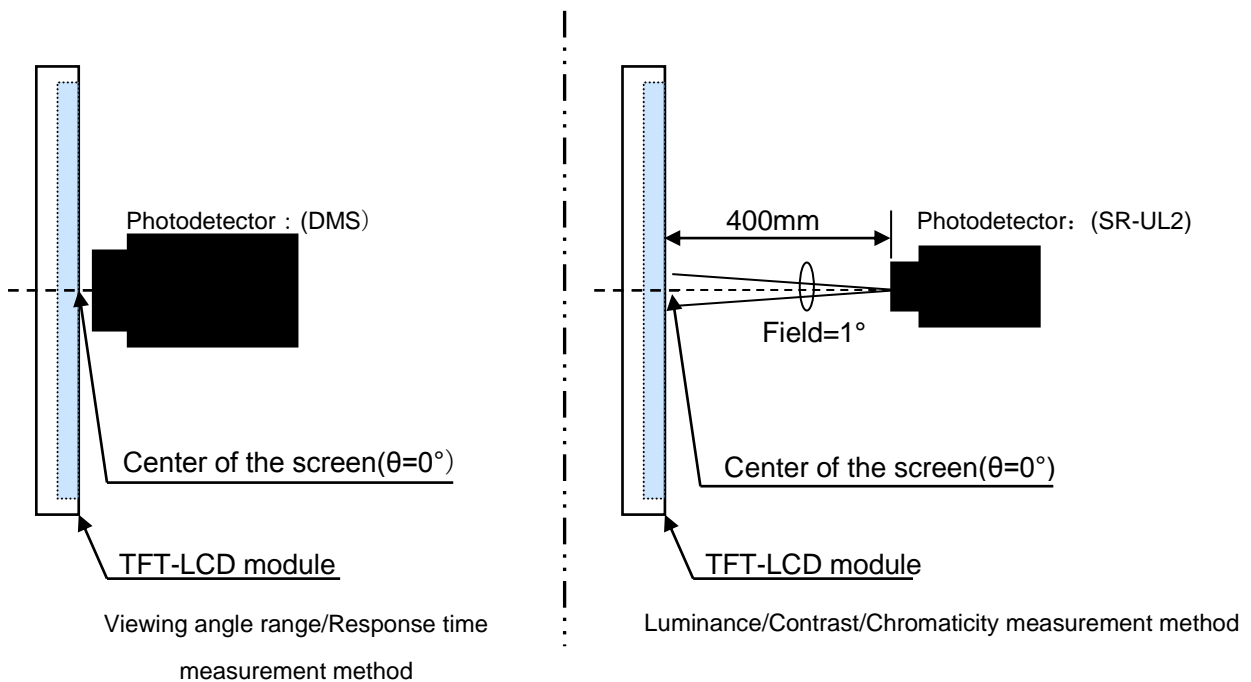 Photodetector : (DMS）
Center of the screen(θ=0°）
TFT-LCD module
Viewing angle range/Response time
measurement method
400mm
Photodetector： (SR-UL2)
Field=1°
Center of the screen(θ=0°)
TFT-LCD module
Luminance/Contrast/Chromaticity measurement method